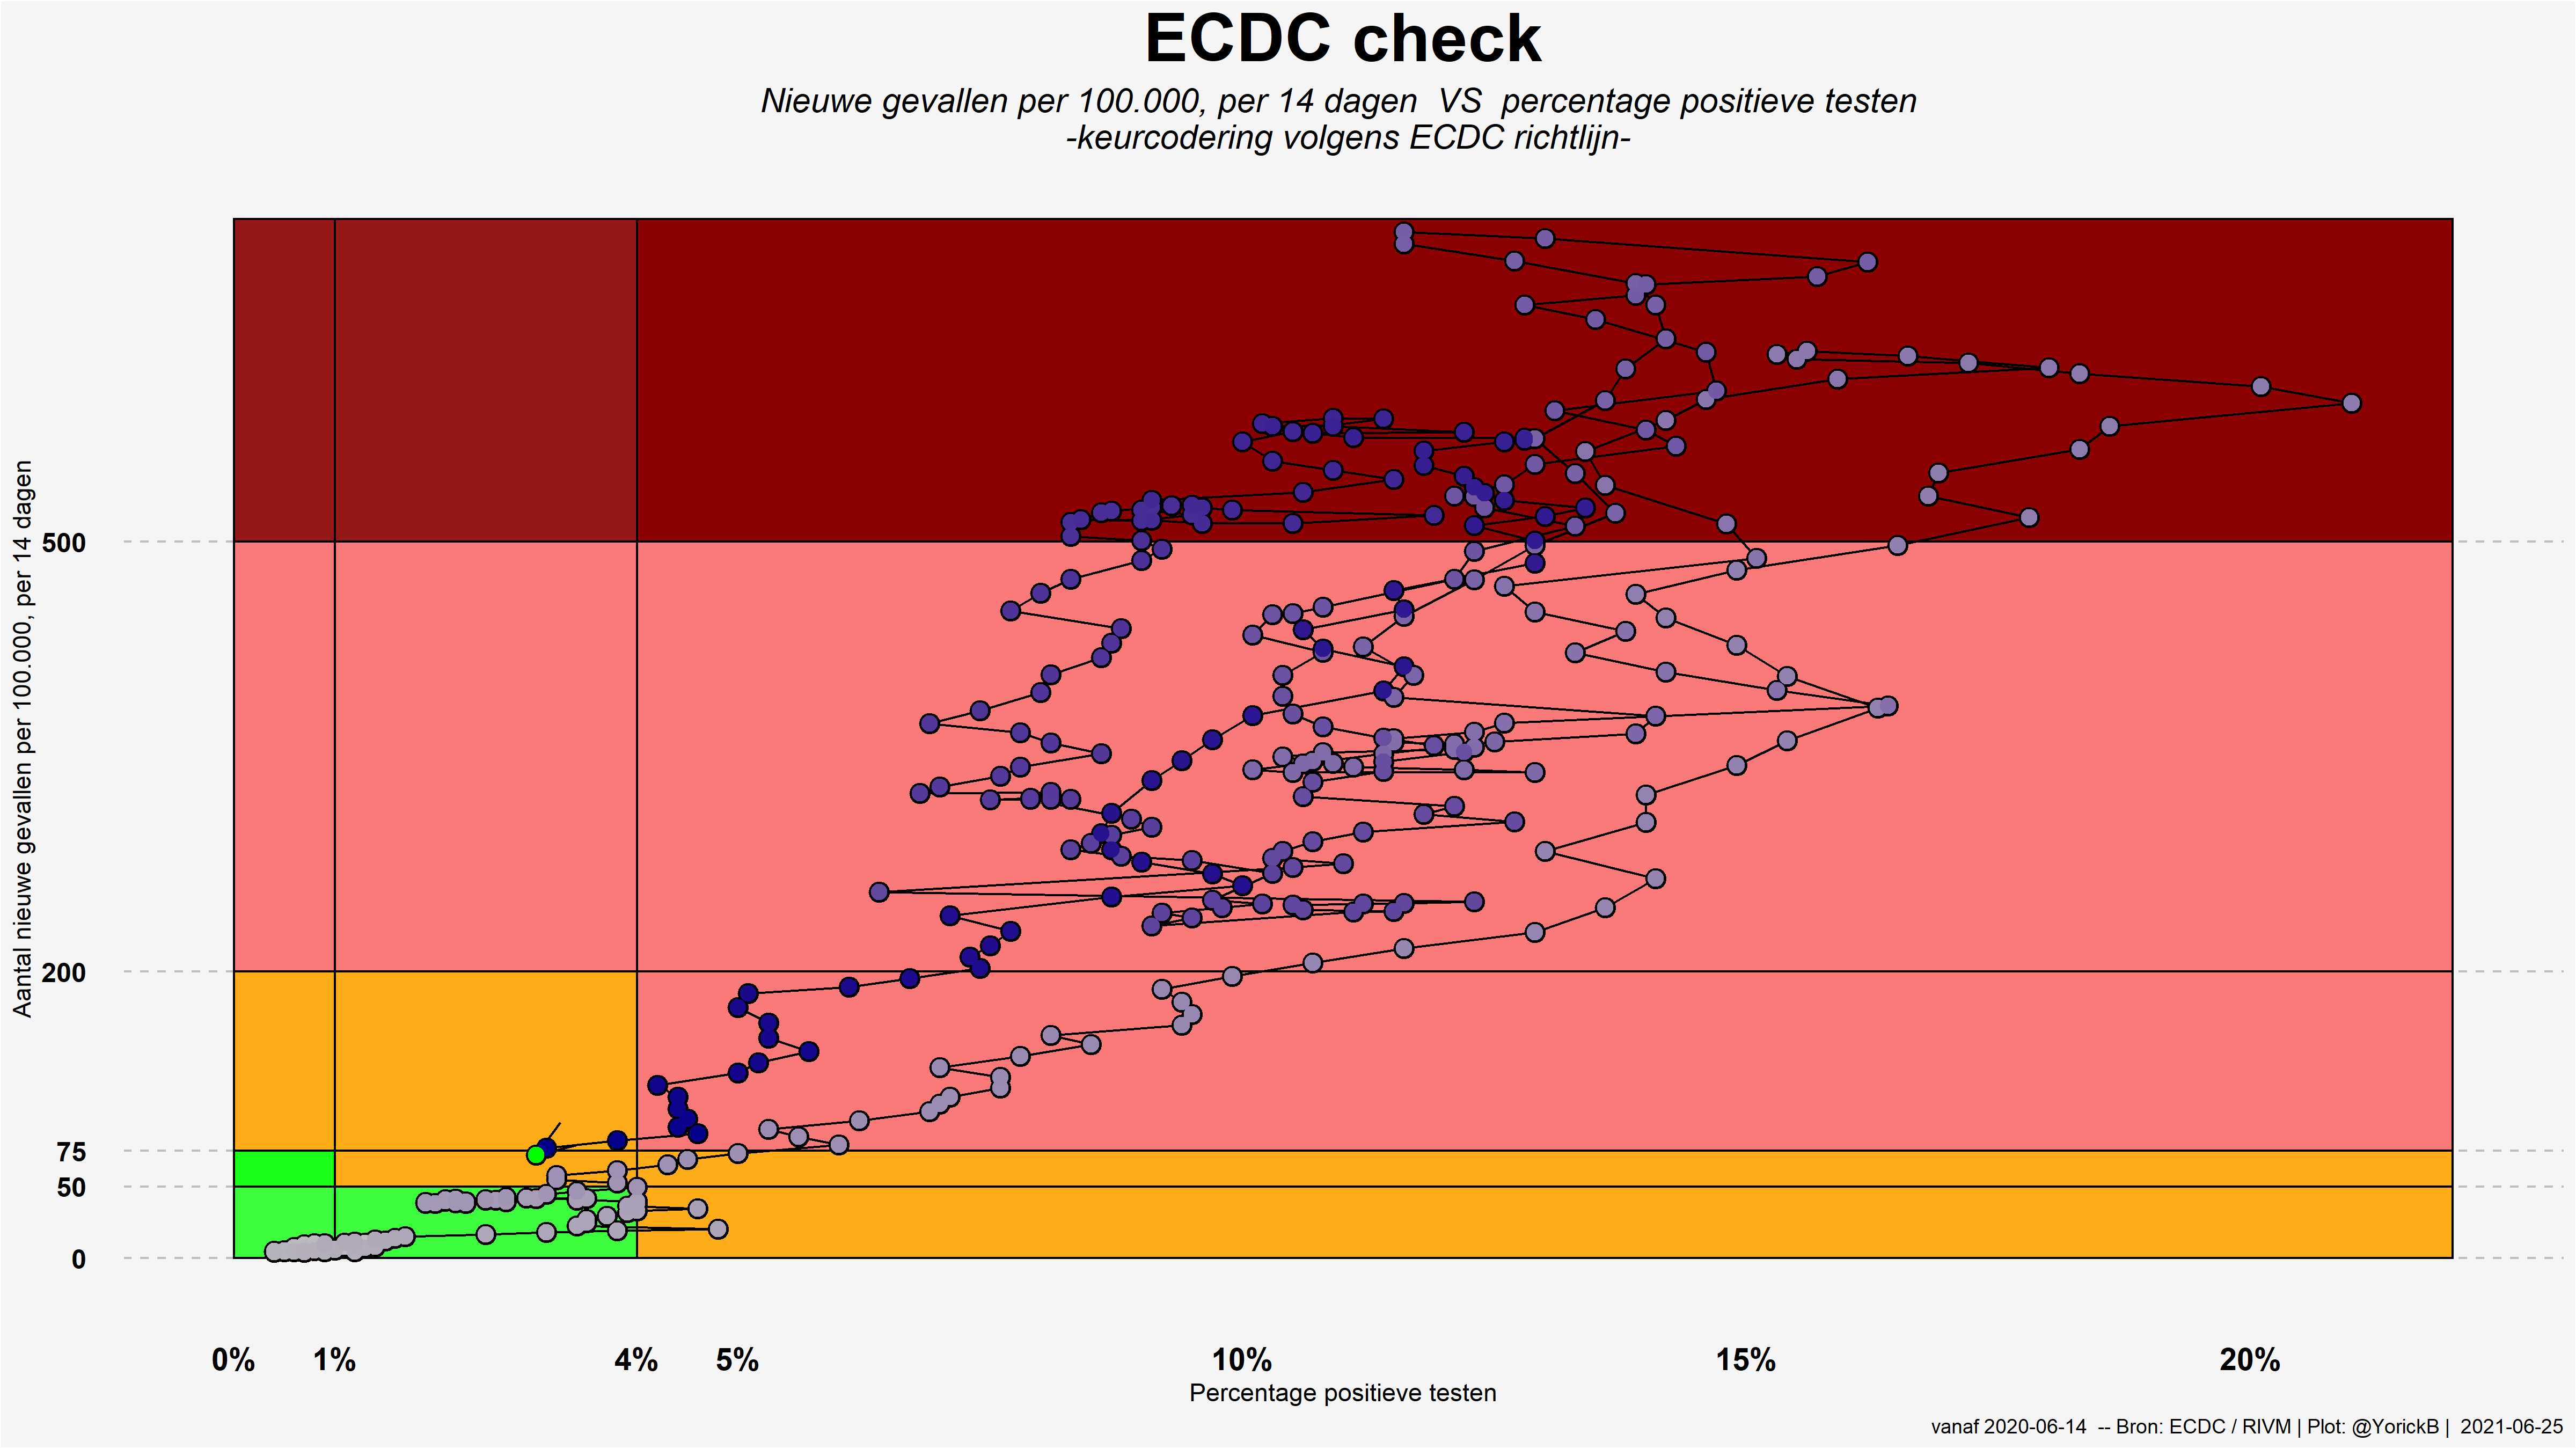 ECDC check
Nieuwe gevallen per 100.000, per 14 dagen  VS  percentage positieve testen
-keurcodering volgens ECDC richtlijn-
Aantal nieuwe gevallen per 100.000, per 14 dagen
500
200
75
50
0
0%
1%
4%
5%
10%
15%
20%
Percentage positieve testen
vanaf 2020-06-14  -- Bron: ECDC / RIVM | Plot: @YorickB |  2021-06-25